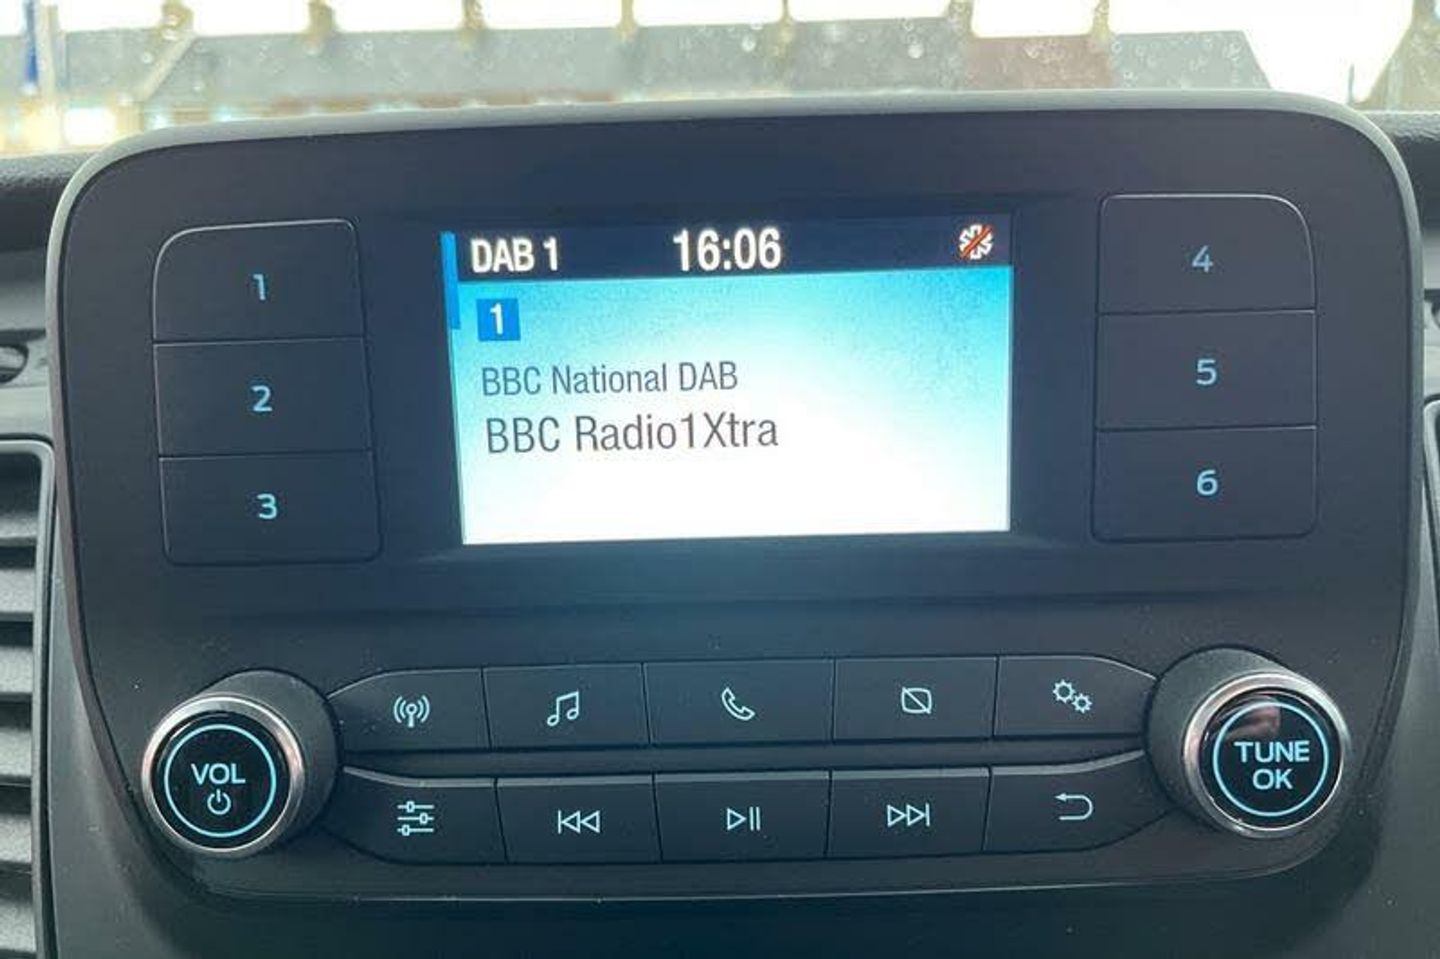 DAB 1 16:06
1
BBC National DAB
BBC Radio1Xtra
1
2
3
4
5
6
VOL
TUNE
OK